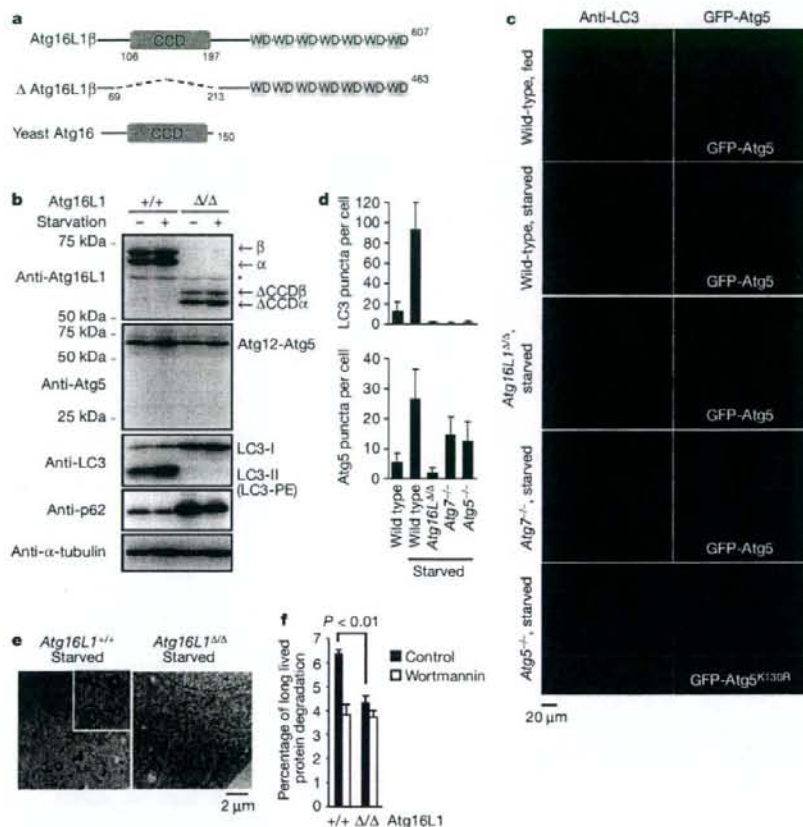 a
Atg16L1β CCD WD WD WD WD WD WD WD 607
106 197
Δ Atg16L1β WD WD WD WD WD WD WD 463
69 213
Yeast Atg16 CCD 150
b
Atg16L1 +/+ Δ/Δ
Starvation – + – +
75 kDa
← β
← α
Anti-Atg16L1 *
← ΔCCDβ
← ΔCCDα
50 kDa
75 kDa
Atg12-Atg5
50 kDa
Anti-Atg5
25 kDa
LC3-I
Anti-LC3
LC3-II
(LC3-PE)
Anti-p62
Anti-α-tubulin
c
Anti-LC3 GFP-Atg5
Wild-type, fed
GFP-Atg5
Wild-type, starved
GFP-Atg5
Atg16L1Δ/Δ,
starved
GFP-Atg5
Atg7-/-, starved
GFP-Atg5
Atg5-/-, starved
GFP-Atg5K130R
20 μm
d
LC3 puncta per cell
120
100
80
60
40
20
0
Atg5 puncta per cell
40
30
20
10
0
Wild type
Wild type
Atg16LΔ/Δ
Atg7-/-
Atg5-/-
Starved
e
Atg16L1+/+ Atg16L1Δ/Δ
Starved Starved
2 μm
f
P < 0.01
Percentage of long lived
protein degradation
7
6
5
4
3
2
1
0
Control
Wortmannin
+/+ Δ/Δ Atg16L1